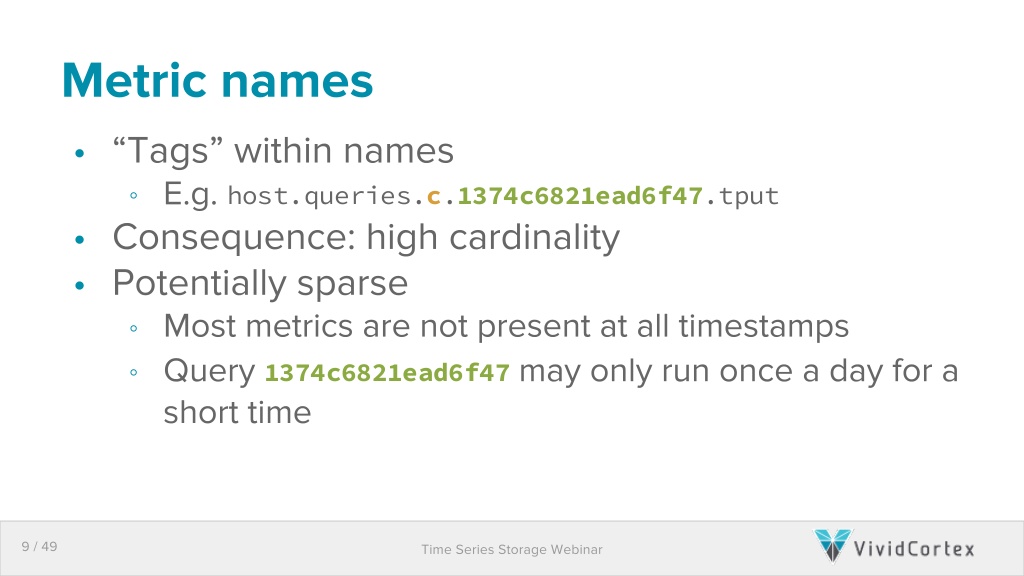 Metric names
• “Tags” within names
◦ E.g. host.queries.c.1374c6821ead6f47.tput
• Consequence: high cardinality
• Potentially sparse
◦ Most metrics are not present at all timestamps
◦ Query 1374c6821ead6f47 may only run once a day for a
short time
9 / 49
Time Series Storage Webinar
VividCortex